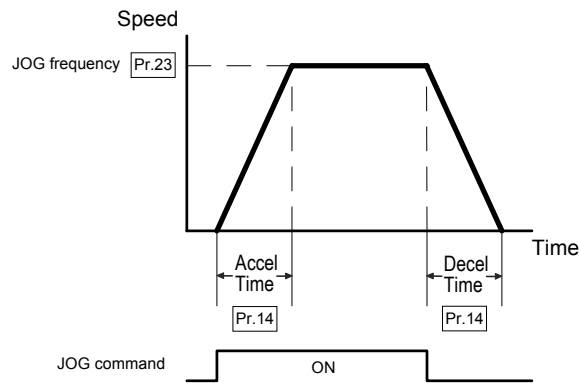 Speed
JOG frequency Pr.23
Time
Accel Time
Decel Time
Pr.14
Pr.14
JOG command
ON